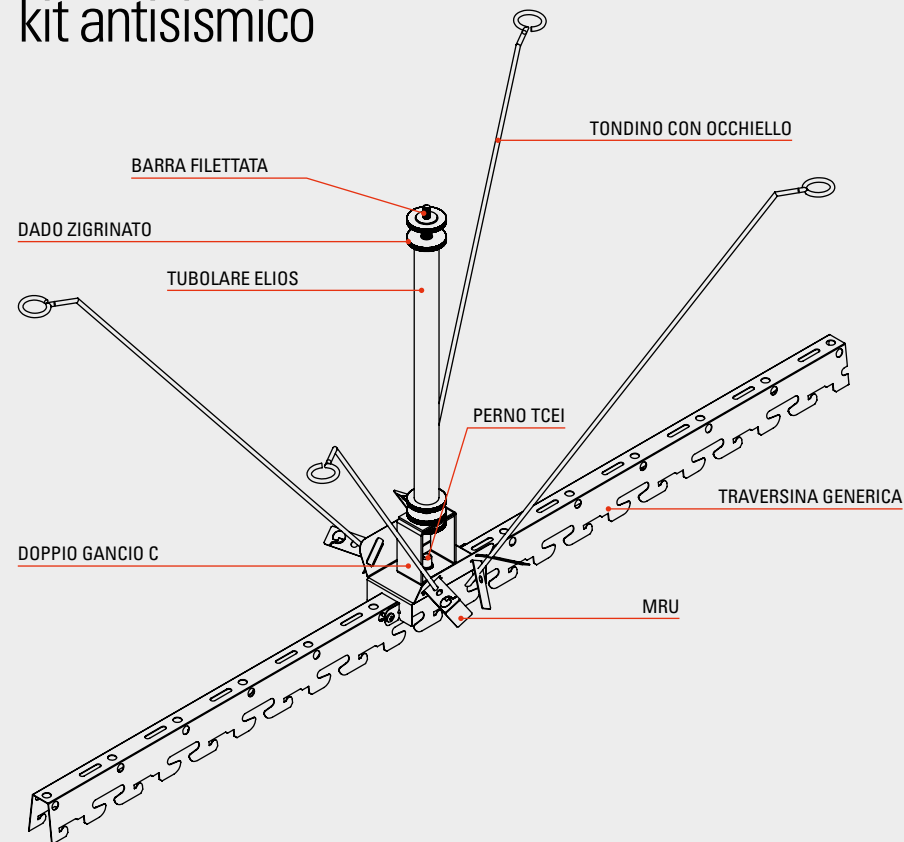 kit antisismico
TONDINO CON OCCHIELLO
BARRA FILETTATA
DADO ZIGRINATO
TUBOLARE ELIOS
PERNO TCEI
TRAVERSINA GENERICA
DOPPIO GANCIO C
MRU